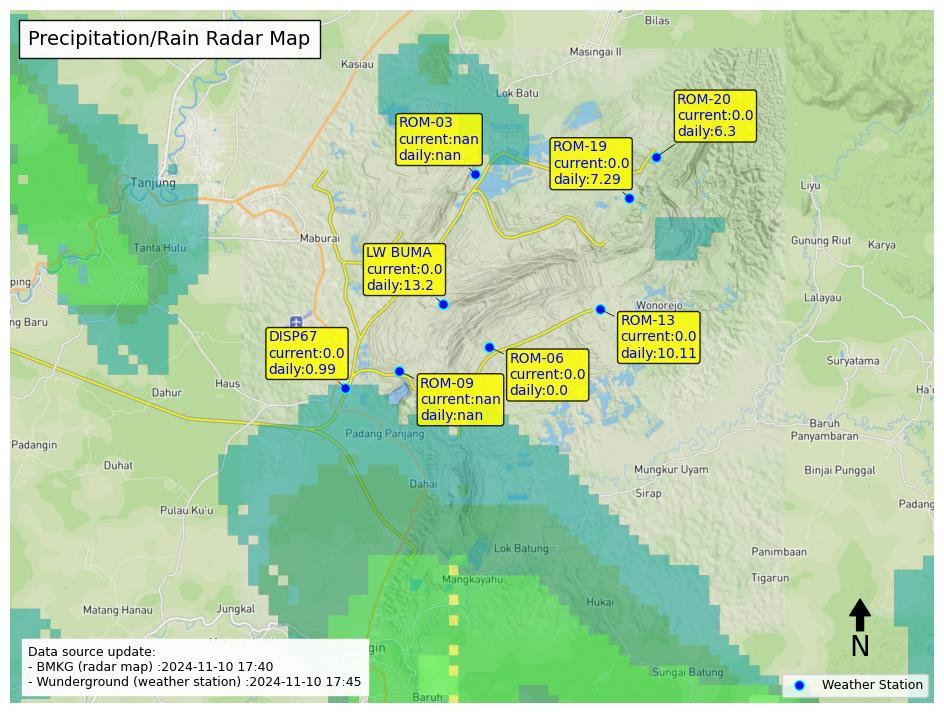 Precipitation/Rain Radar Map
Bilas
Masingai II
Kasiau
Lok Batu
ROM-20
current:0.0
daily:6.3
ROM-03
current:nan
daily:nan
ROM-19
current:0.0
daily:7.29
Tanjung
Liyu
Maburai
Tanta Hulu
Gunung Riut
Karya
LW BUMA
current:0.0
daily:13.2
ping
Lalayau
Wonorejo
ng Baru
ROM-13
current:0.0
daily:10.11
DISP67
current:0.0
daily:0.99
ROM-06
current:0.0
daily:0.0
Suryatama
Haus
Dahur
ROM-09
current:nan
daily:nan
Ha'
Padang Panjang
Baruh
Panyambaran
Padangin
Duhat
Mungkur Uyam
Binjai Punggal
Dahai
Sirap
Pulau Ku'u
Padang
Lok Batung
Panimbaan
Mangkayahu
Tigarun
Hukai
Matang Hanau
Jungkal
N
gin
Data source update:
- BMKG (radar map) :2024-11-10 17:40
- Wunderground (weather station) :2024-11-10 17:45
Sungai Batung
Weather Station
Baruh